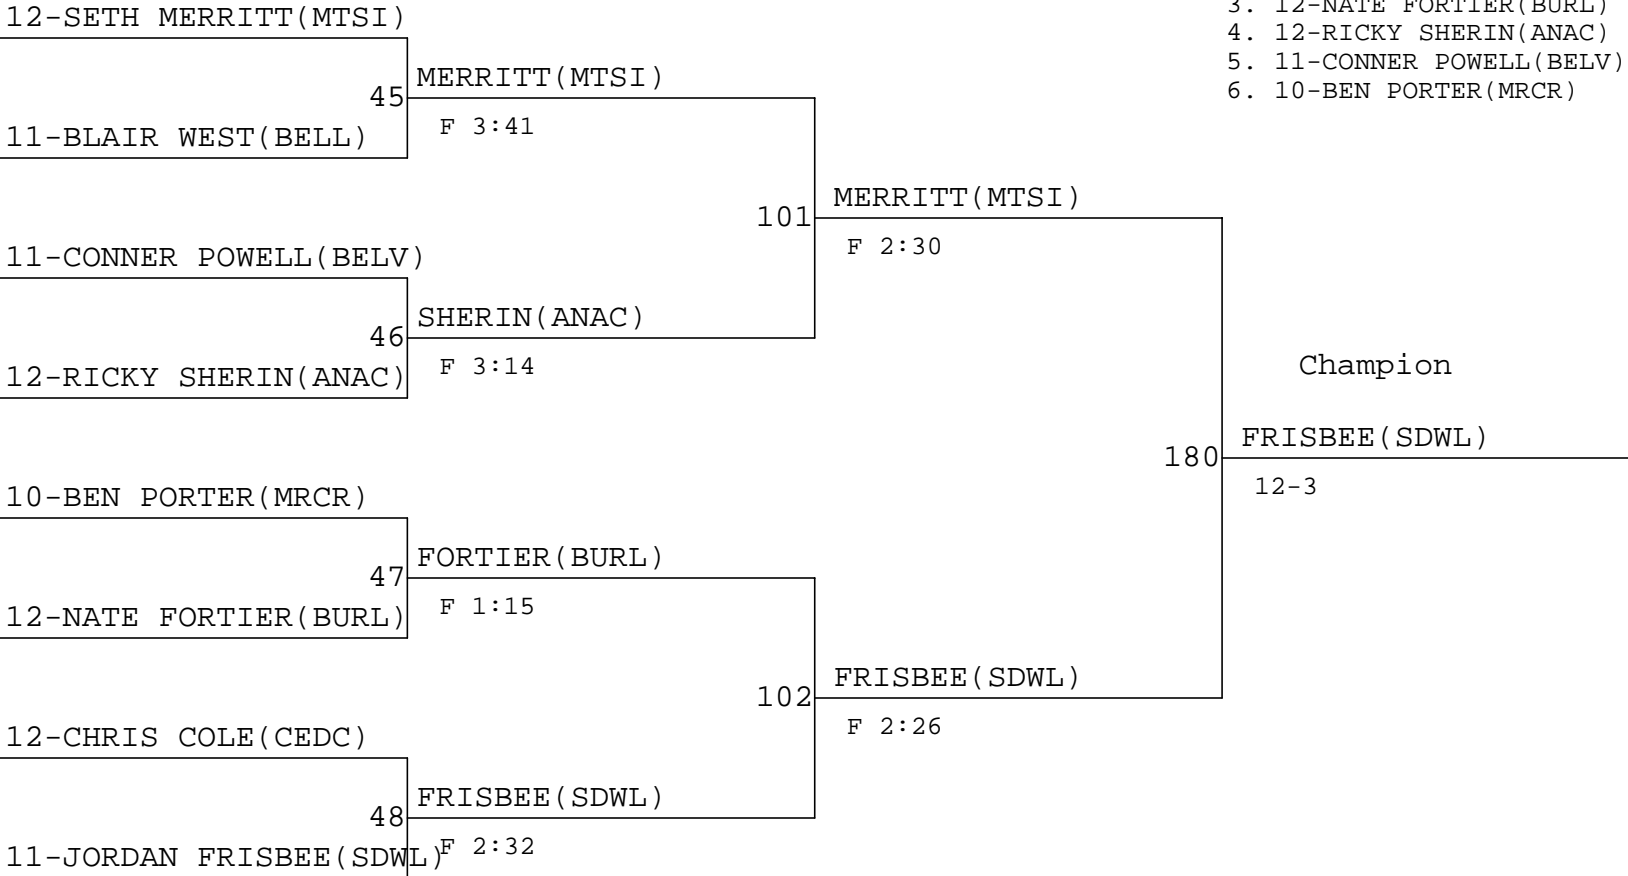 12-SETH MERRITT(MTSI)
3. 12-NATE FORTIER(BURL)
4. 12-RICKY SHERIN(ANAC)
5. 11-CONNER POWELL(BELV)
6. 10-BEN PORTER(MRCR)
MERRITT(MTSI)
45
F 3:41
11-BLAIR WEST(BELL)
MERRITT(MTSI)
101
F 2:30
11-CONNER POWELL(BELV)
SHERIN(ANAC)
46
F 3:14
12-RICKY SHERIN(ANAC)
Champion
FRISBEE(SDWL)
180
12-3
10-BEN PORTER(MRCR)
FORTIER(BURL)
47
F 1:15
12-NATE FORTIER(BURL)
FRISBEE(SDWL)
102
F 2:26
12-CHRIS COLE(CEDC)
FRISBEE(SDWL)
48
F 2:32
11-JORDAN FRISBEE(SDWL)